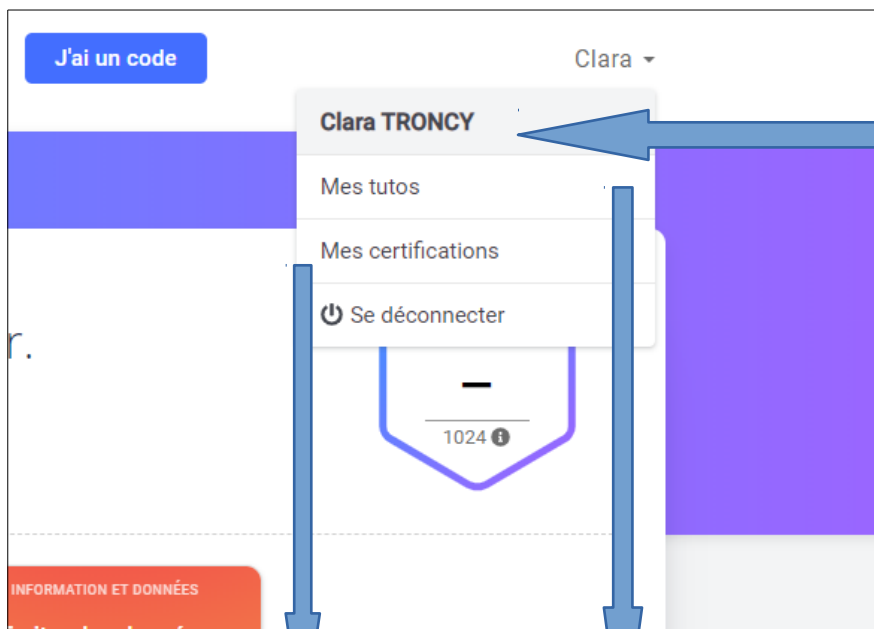 J'ai un code
Clara
Clara TRONCY
Mes tutos
Mes certifications
Se déconnecter
r.
–
1024
INFORMATION ET DONNÉES